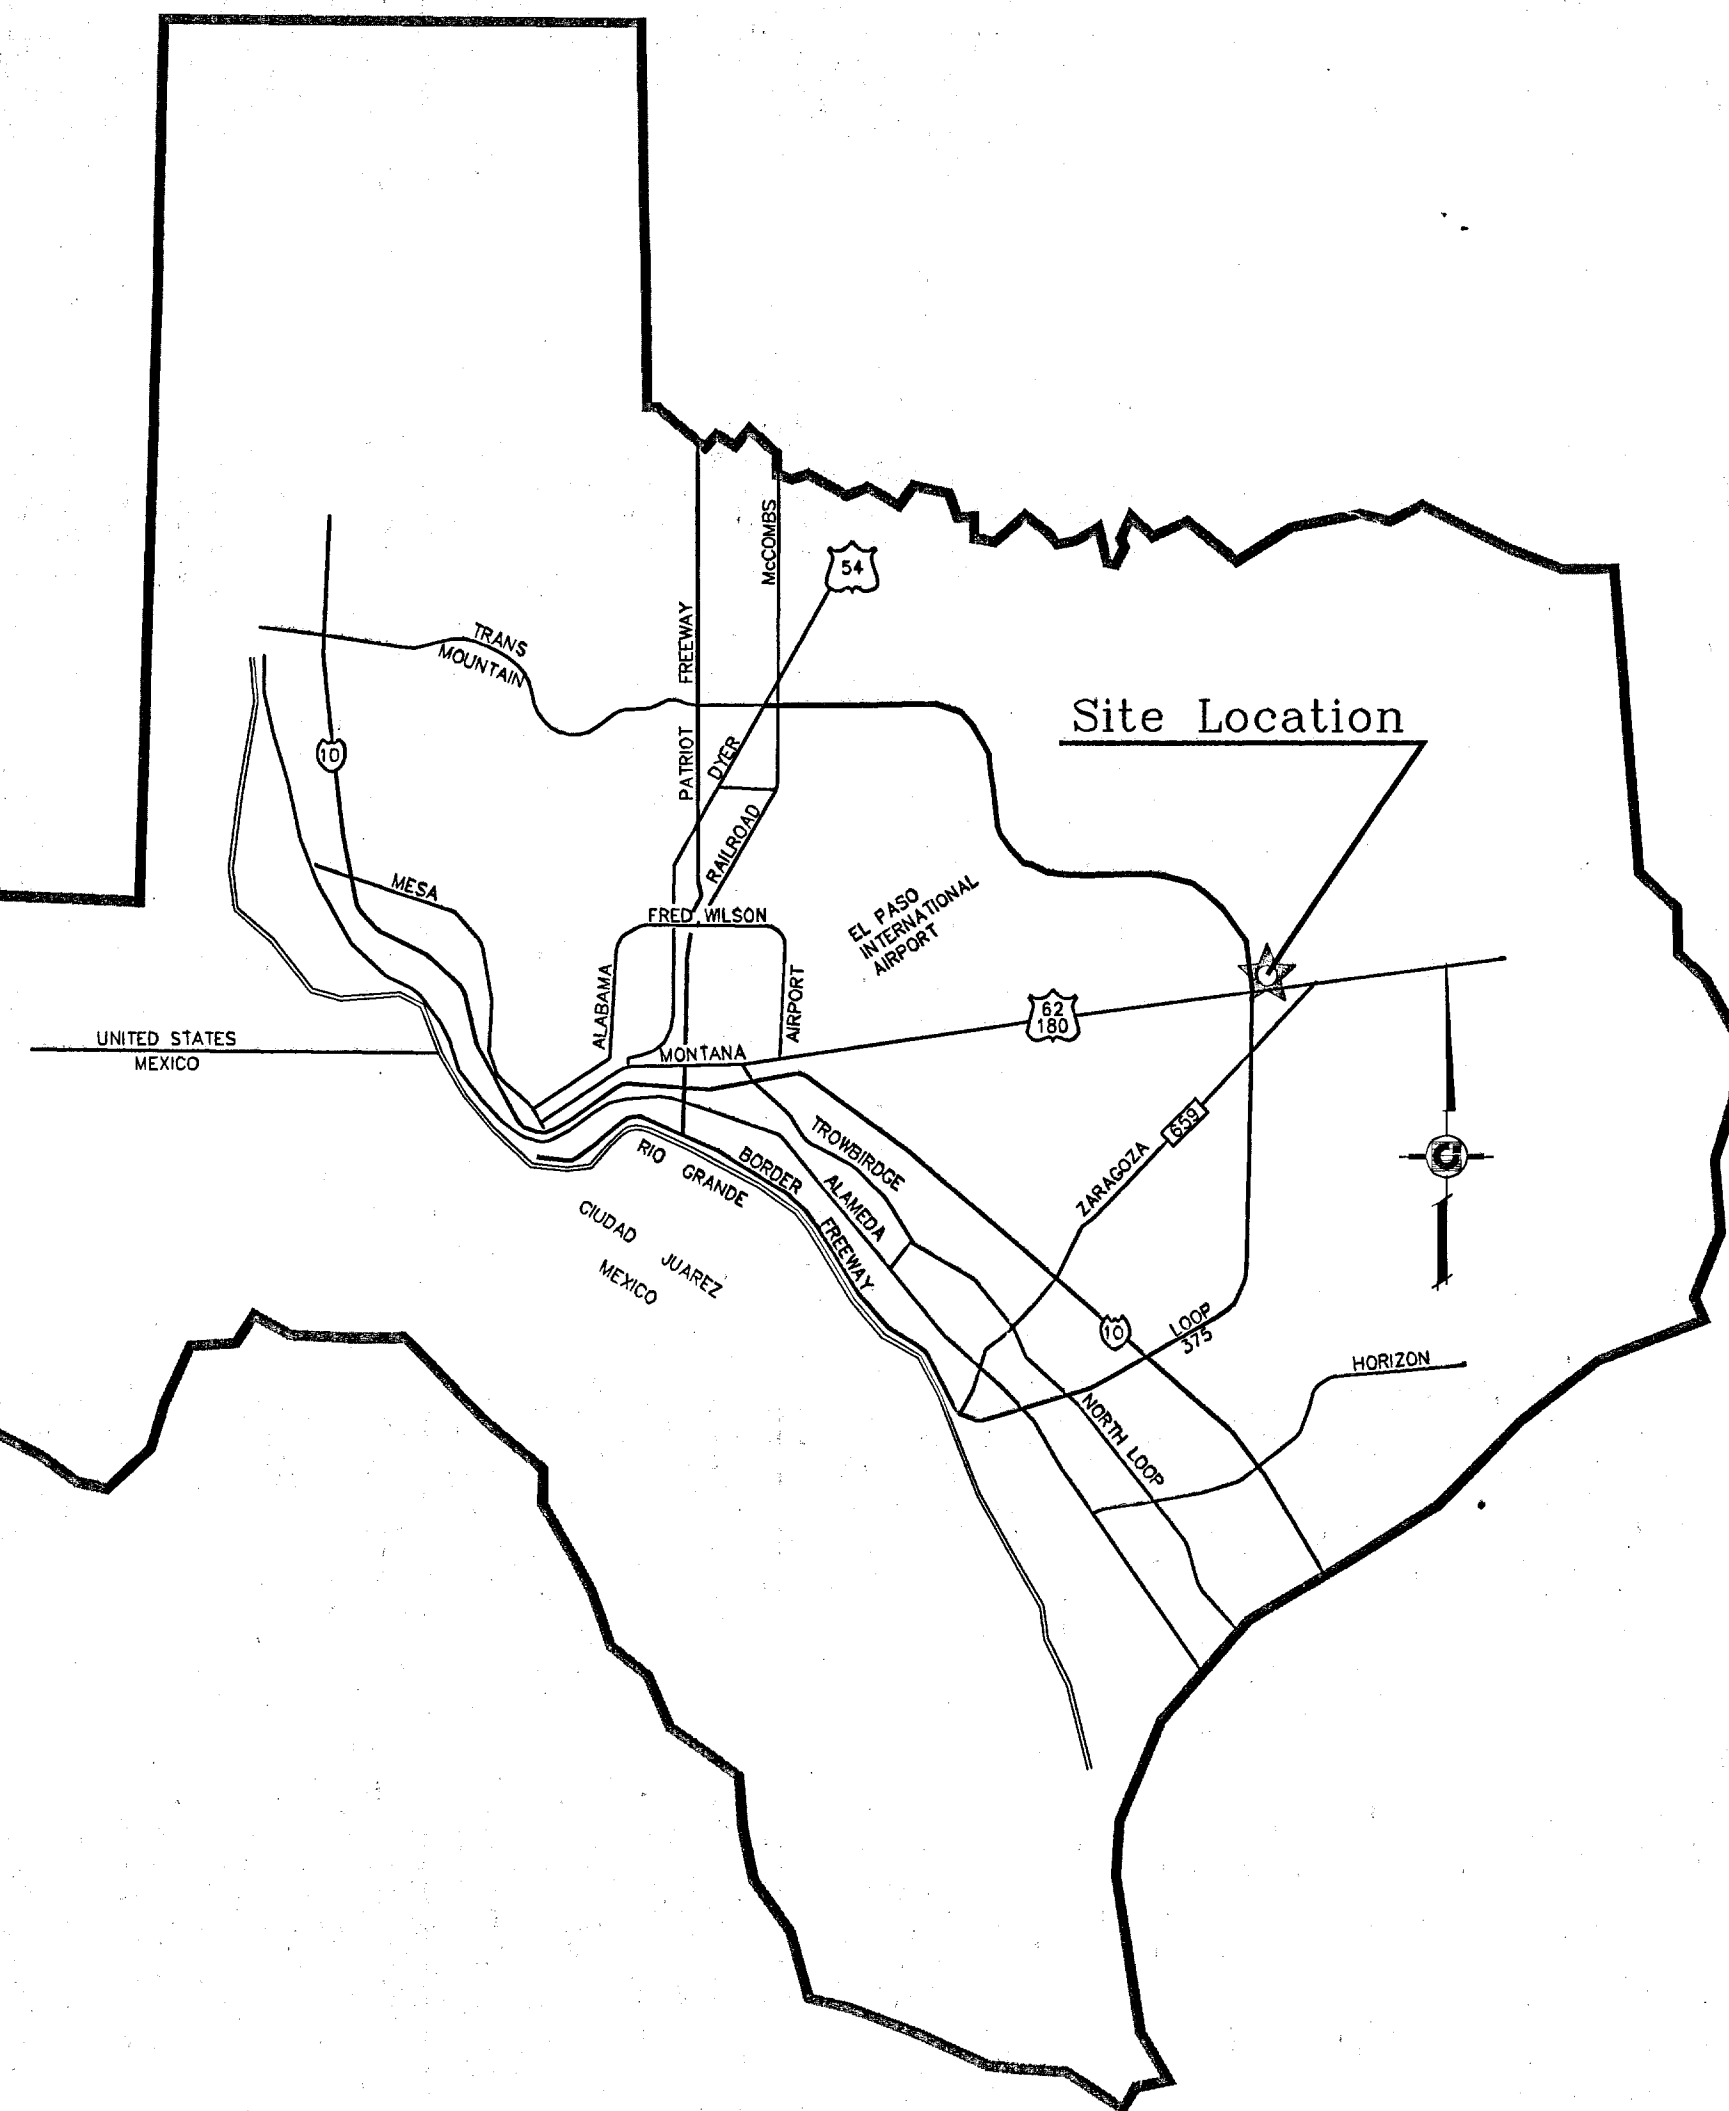 McCOMBS
54
PATRIOT FREEWAY
TRANS
MOUNTAIN
Site Location
10
DYER
RAILROAD
MESA
FRED WILSON
EL PASO
INTERNATIONAL
AIRPORT
ALABAMA
AIRPORT
62
180
UNITED STATES
MEXICO
MONTANA
TROWBIRDGE
659
ZARAGOZA
RIO GRANDE
BORDER
FREEWAY
ALAMEDA
CIUDAD JUAREZ
MEXICO
10
LOOP
375
HORIZON
NORTH LOOP